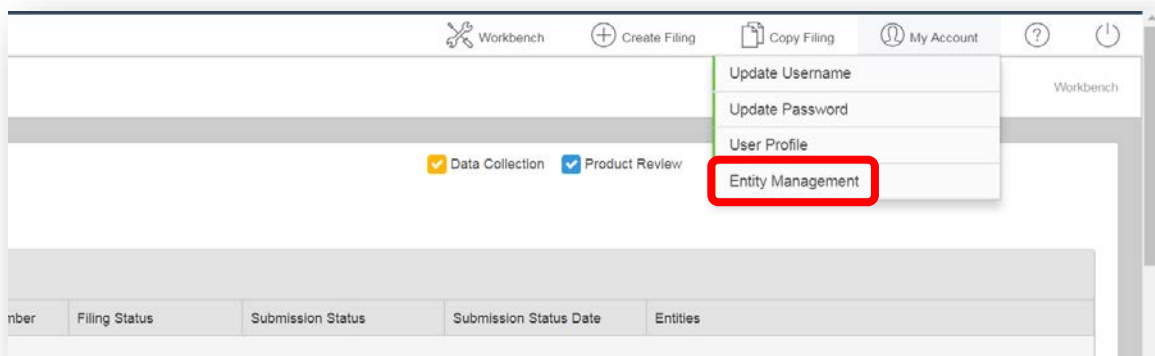 Workbench Create Filing Copy Filing My Account
Update Username
Workbench
Update Password
User Profile
Data Collection Product Review
Entity Management
Filing Status Submission Status Submission Status Date Entities